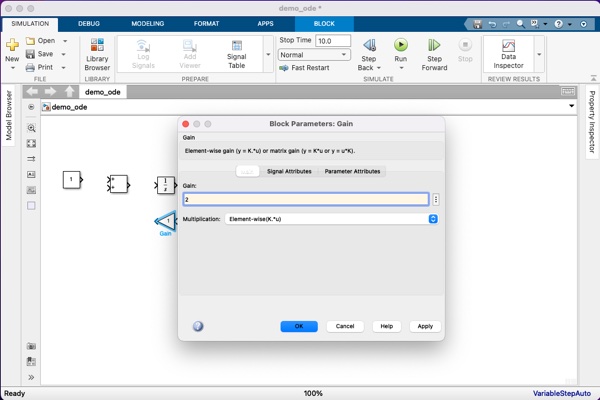 demo_ode *
SIMULATION DEBUG MODELING FORMAT APPS BLOCK
New
Open
Save
Print
FILE
Library Browser
LIBRARY
Log Signals
Add Viewer
Signal Table
PREPARE
Stop Time 10.0
Normal
Fast Restart
Step Back
Run
Step Forward
Stop
SIMULATE
Data Inspector
REVIEW RESULTS
Model Browser
demo_ode
demo_ode
Property Inspector
1
+
+
1
s
1
Gain
Block Parameters: Gain
Gain
Element-wise gain (y = K.*u) or matrix gain (y = K*u or y = u*K).
Signal Attributes Parameter Attributes
Gain:
2
Multiplication: Element-wise(K.*u)
OK Cancel Help Apply
Ready 100% VariableStepAuto